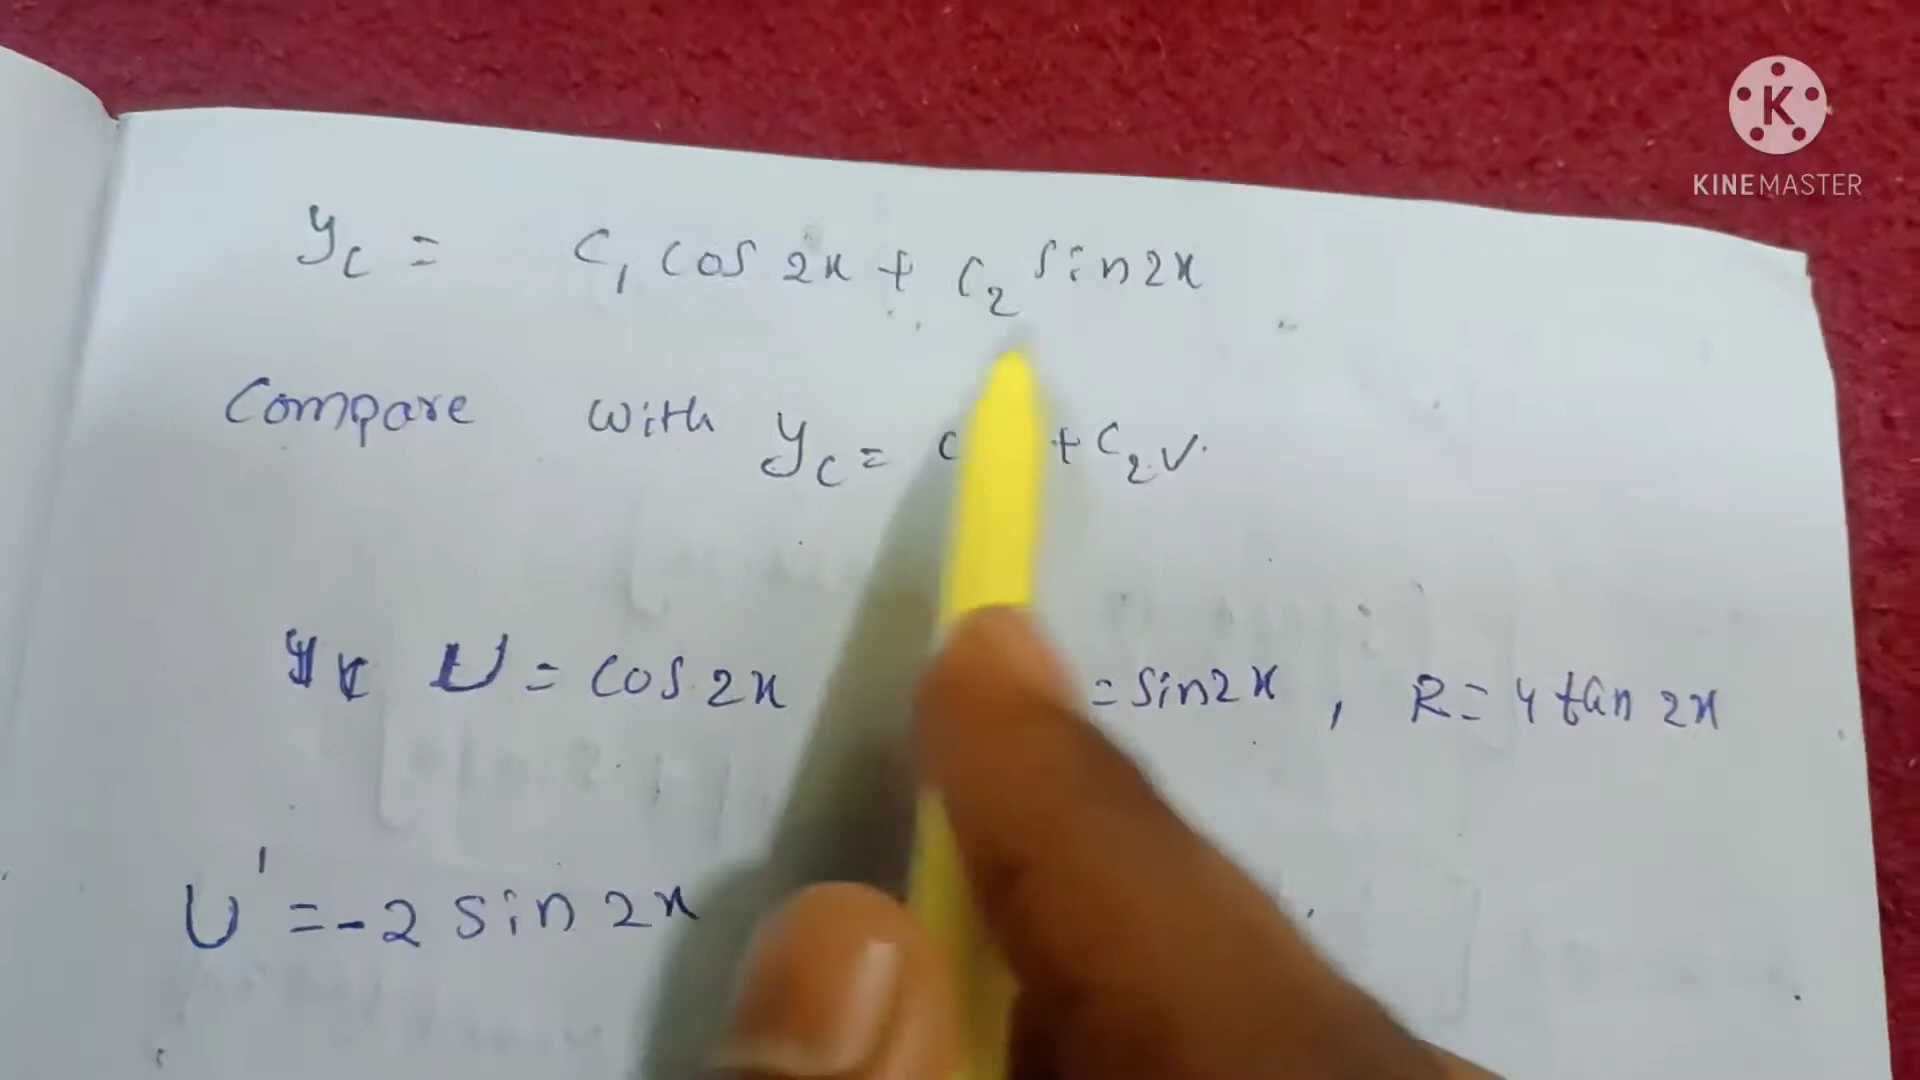 K
KINEMASTER
y_c = c_1 cos 2x + c_2 sin 2x
Compare with y_c = c + c_2 v.
U = cos 2x = sin 2x , R = 4 tan 2x
U' = -2 sin 2x